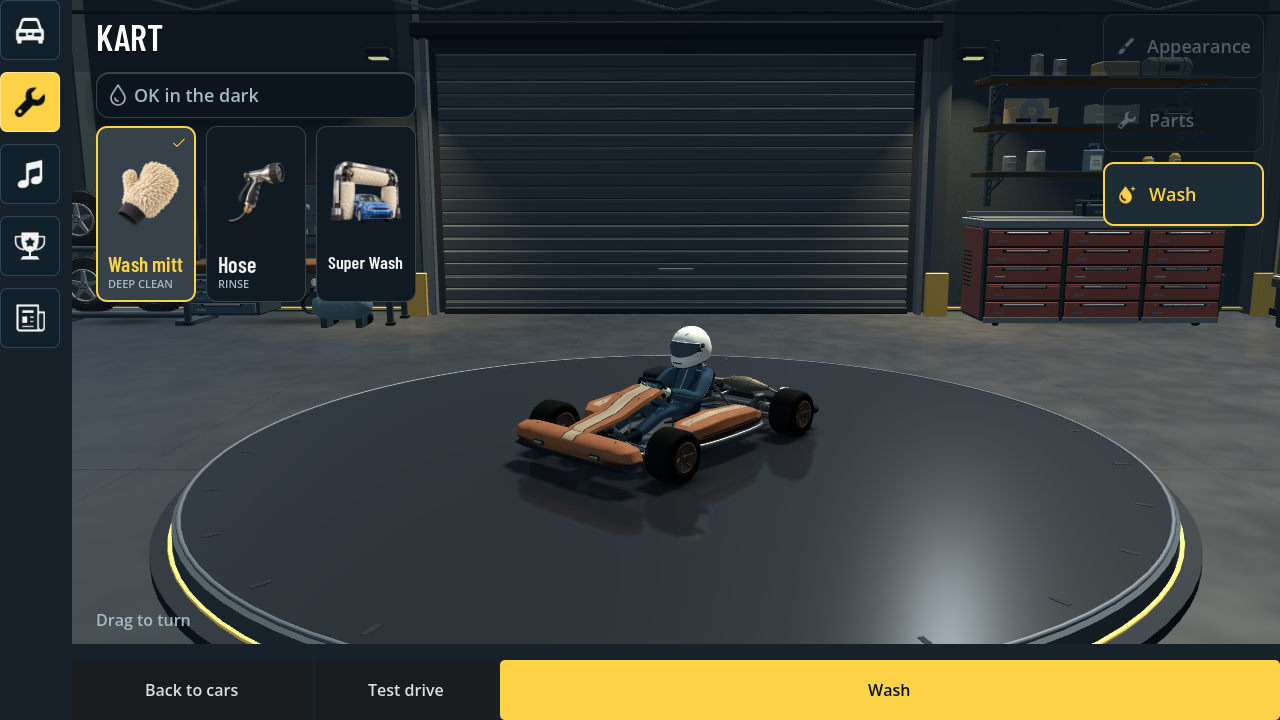 KART
OK in the dark
Wash mitt
DEEP CLEAN
Hose
RINSE
Super Wash
Appearance
Parts
Wash
Drag to turn
Back to cars
Test drive
Wash